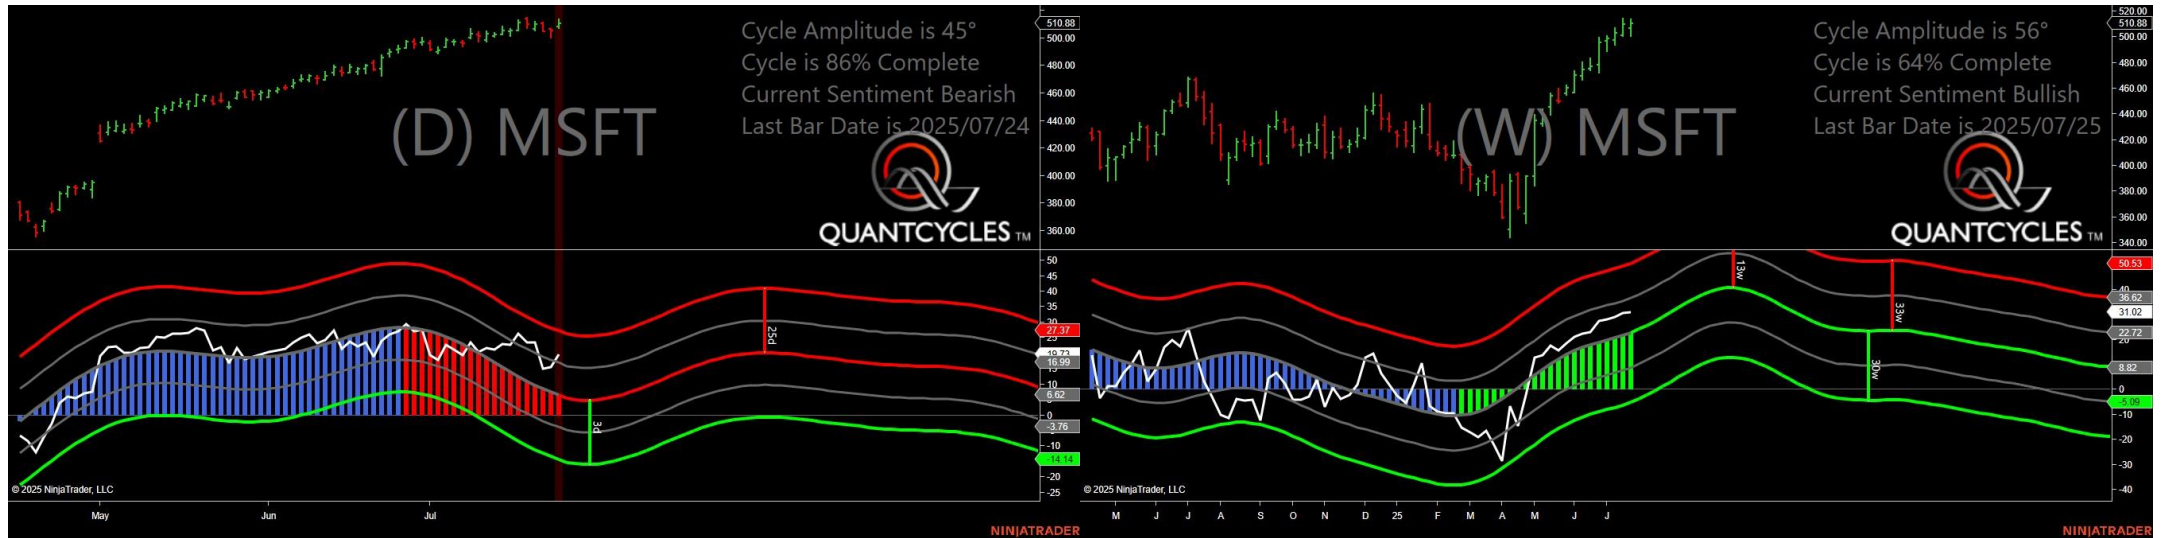 Cycle Amplitude is 45°
Cycle is 86% Complete
Current Sentiment Bearish
Last Bar Date is 2025/07/24
(D) MSFT
QUANTCYCLES TM
510.88
500.00
480.00
460.00
440.00
420.00
400.00
380.00
360.00
50
45
40
35
30
27.37
25
16.99
10
6.62
0
-3.76
-10
-14.14
-20
-25
25d
3d
© 2025 NinjaTrader, LLC
May
Jun
Jul
NINJATRADER
Cycle Amplitude is 56°
Cycle is 64% Complete
Current Sentiment Bullish
Last Bar Date is 2025/07/25
(W) MSFT
QUANTCYCLES TM
520.00
510.88
500.00
480.00
460.00
440.00
420.00
400.00
380.00
360.00
340.00
50.53
40
36.62
31.02
22.72
20
8.82
0
-5.09
-10
-20
-30
-40
13w
33w
30w
© 2025 NinjaTrader, LLC
M J J A S O N D 25 F M A M J J
NINJATRADER